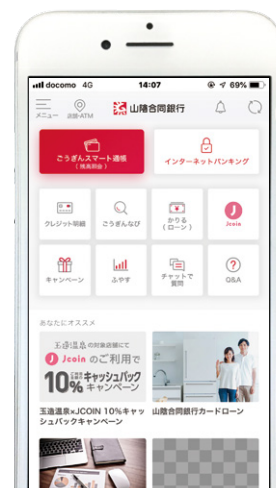 docomo 4G 14:07 69%
メニュー 店舗・ATM 山陰合同銀行
ごうぎんスマート通帳
(残高照会)
インターネットバンキング
クレジット明細
ごうぎんなび
かりる
(ローン)
Jcoin
キャンペーン
ふやす
チャットで
質問
Q&A
あなたにオススメ
玉造温泉の対象店舗にて
Jcoin のご利用で
10% キャッシュバック
キャンペーン
玉造温泉×JCOIN 10%キャッ
シュバックキャンペーン
山陰合同銀行カードローン